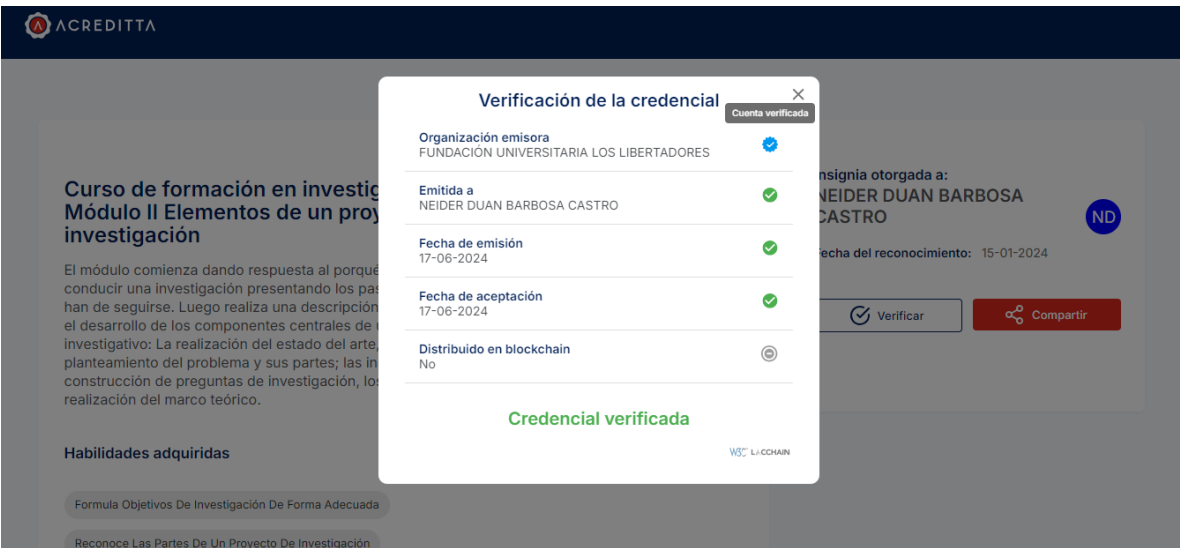 ACREDITTA
Verificación de la credencial
Cuenta verificada
Organización emisora
FUNDACIÓN UNIVERSITARIA LOS LIBERTADORES
Emitida a
NEIDER DUAN BARBOSA CASTRO
Fecha de emisión
17-06-2024
Fecha de aceptación
17-06-2024
Distribuido en blockchain
No
Credencial verificada
W3C LACCHAIN
Curso de formación en investig
Módulo II Elementos de un proy
investigación
El módulo comienza dando respuesta al porqué
conducir una investigación presentando los pas
han de seguirse. Luego realiza una descripción
el desarrollo de los componentes centrales de
investigativo: La realización del estado del arte,
planteamiento del problema y sus partes; las in
construcción de preguntas de investigación, los
realización del marco teórico.
Habilidades adquiridas
Formula Objetivos De Investigación De Forma Adecuada
Reconoce Las Partes De Un Proyecto De Investigación
nsignia otorgada a:
NEIDER DUAN BARBOSA
CASTRO
ND
echa del reconocimiento: 15-01-2024
Verificar
Compartir